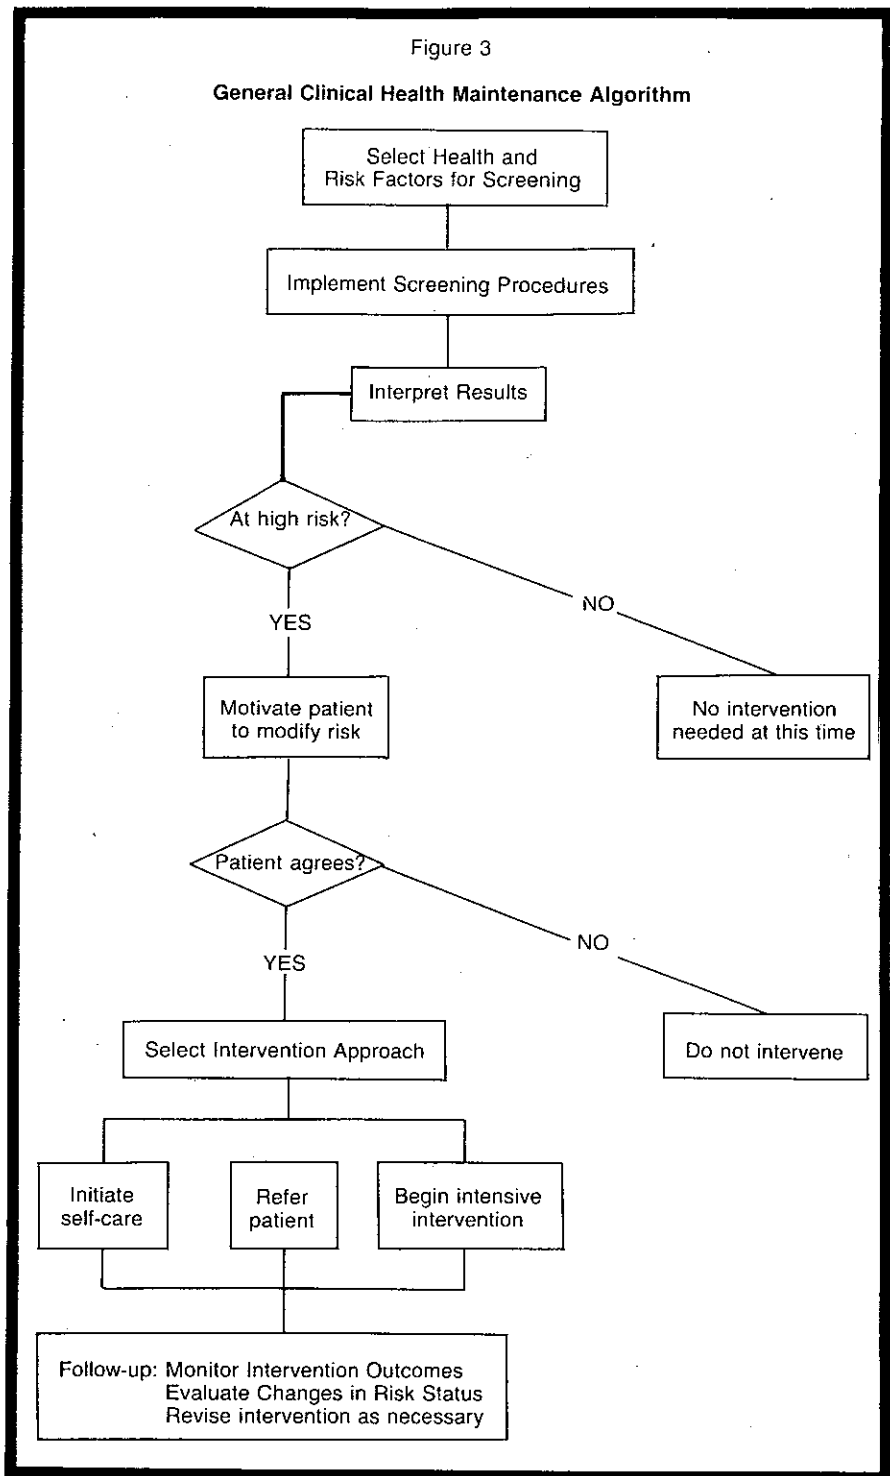 Figure 3
General Clinical Health Maintenance Algorithm
Select Health and
Risk Factors for Screening
Implement Screening Procedures
Interpret Results
At high risk?
YES
NO
Motivate patient
to modify risk
No intervention
needed at this time
Patient agrees?
YES
NO
Select Intervention Approach
Do not intervene
Initiate
self-care
Refer
patient
Begin intensive
intervention
Follow-up: Monitor Intervention Outcomes
Evaluate Changes in Risk Status
Revise intervention as necessary